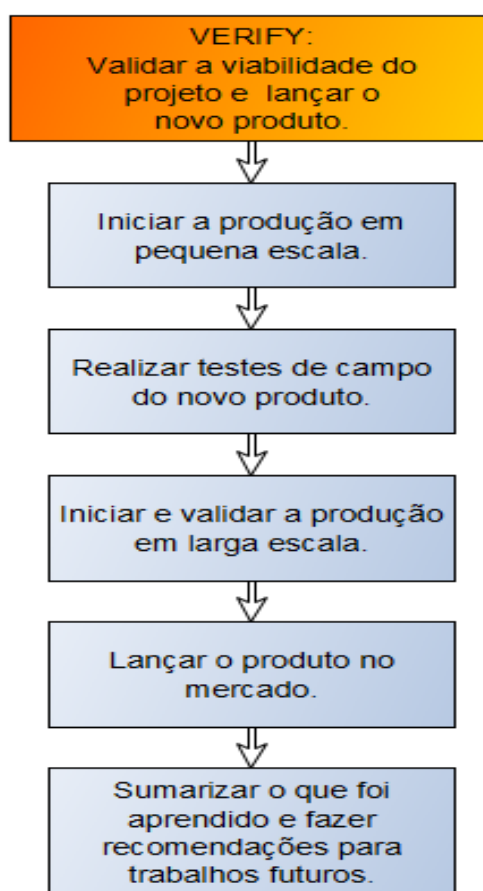 VERIFY:
Validar a viabilidade do
projeto e lançar o
novo produto.
Iniciar a produção em
pequena escala.
Realizar testes de campo
do novo produto.
Iniciar e validar a produção
em larga escala.
Lançar o produto no
mercado.
Sumarizar o que foi
aprendido e fazer
recomendações para
trabalhos futuros.